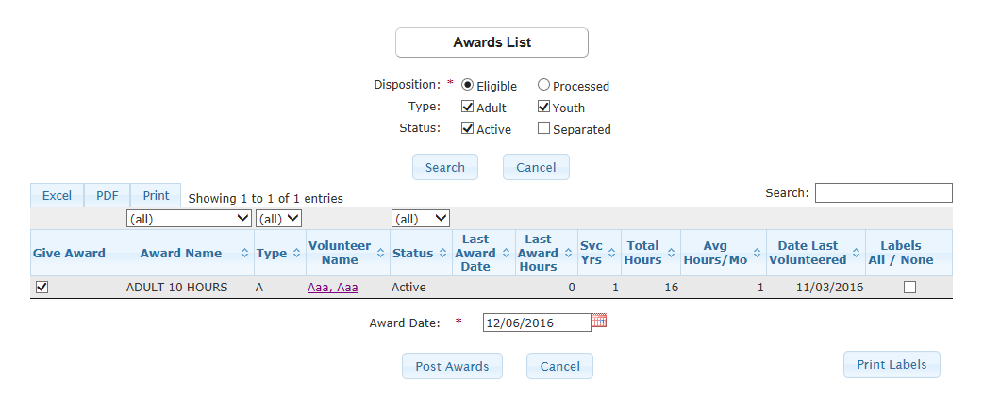 Awards List
Disposition: * Eligible Processed
Type: Adult Youth
Status: Active Separated
Search Cancel
Excel PDF Print Showing 1 to 1 of 1 entries Search:
(all) (all) (all)
Give Award Award Name Type Volunteer Name Status Last Award Date Last Award Hours Svc Yrs Total Hours Avg Hours/Mo Date Last Volunteered Labels All / None
ADULT 10 HOURS A Aaa, Aaa Active 0 1 16 1 11/03/2016
Award Date: * 12/06/2016
Post Awards Cancel Print Labels